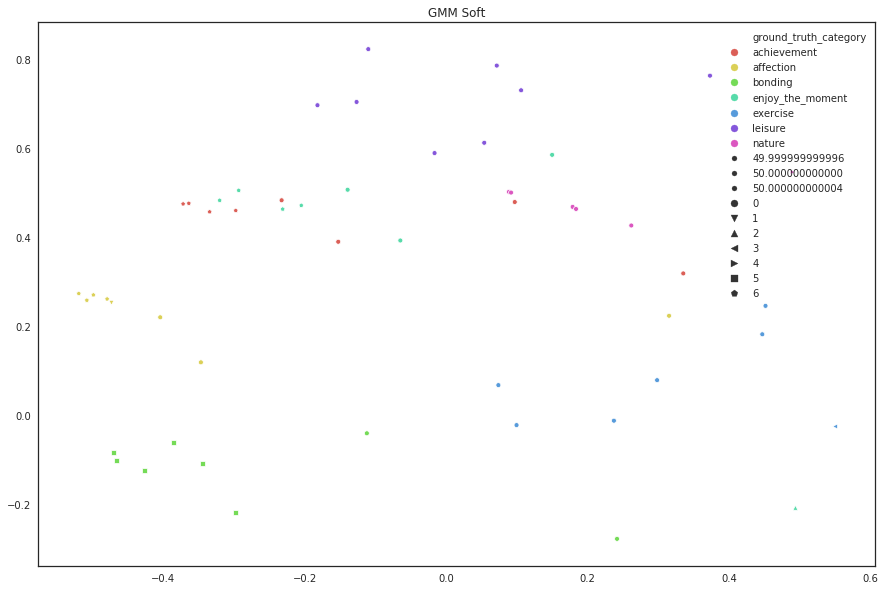 GMM Soft
ground_truth_category
achievement
affection
bonding
enjoy_the_moment
exercise
leisure
nature
49.999999999996
50.000000000000
50.000000000004
0
1
2
3
4
5
6
0.8
0.6
0.4
0.2
0.0
−0.2
−0.4
−0.2
0.0
0.2
0.4
0.6